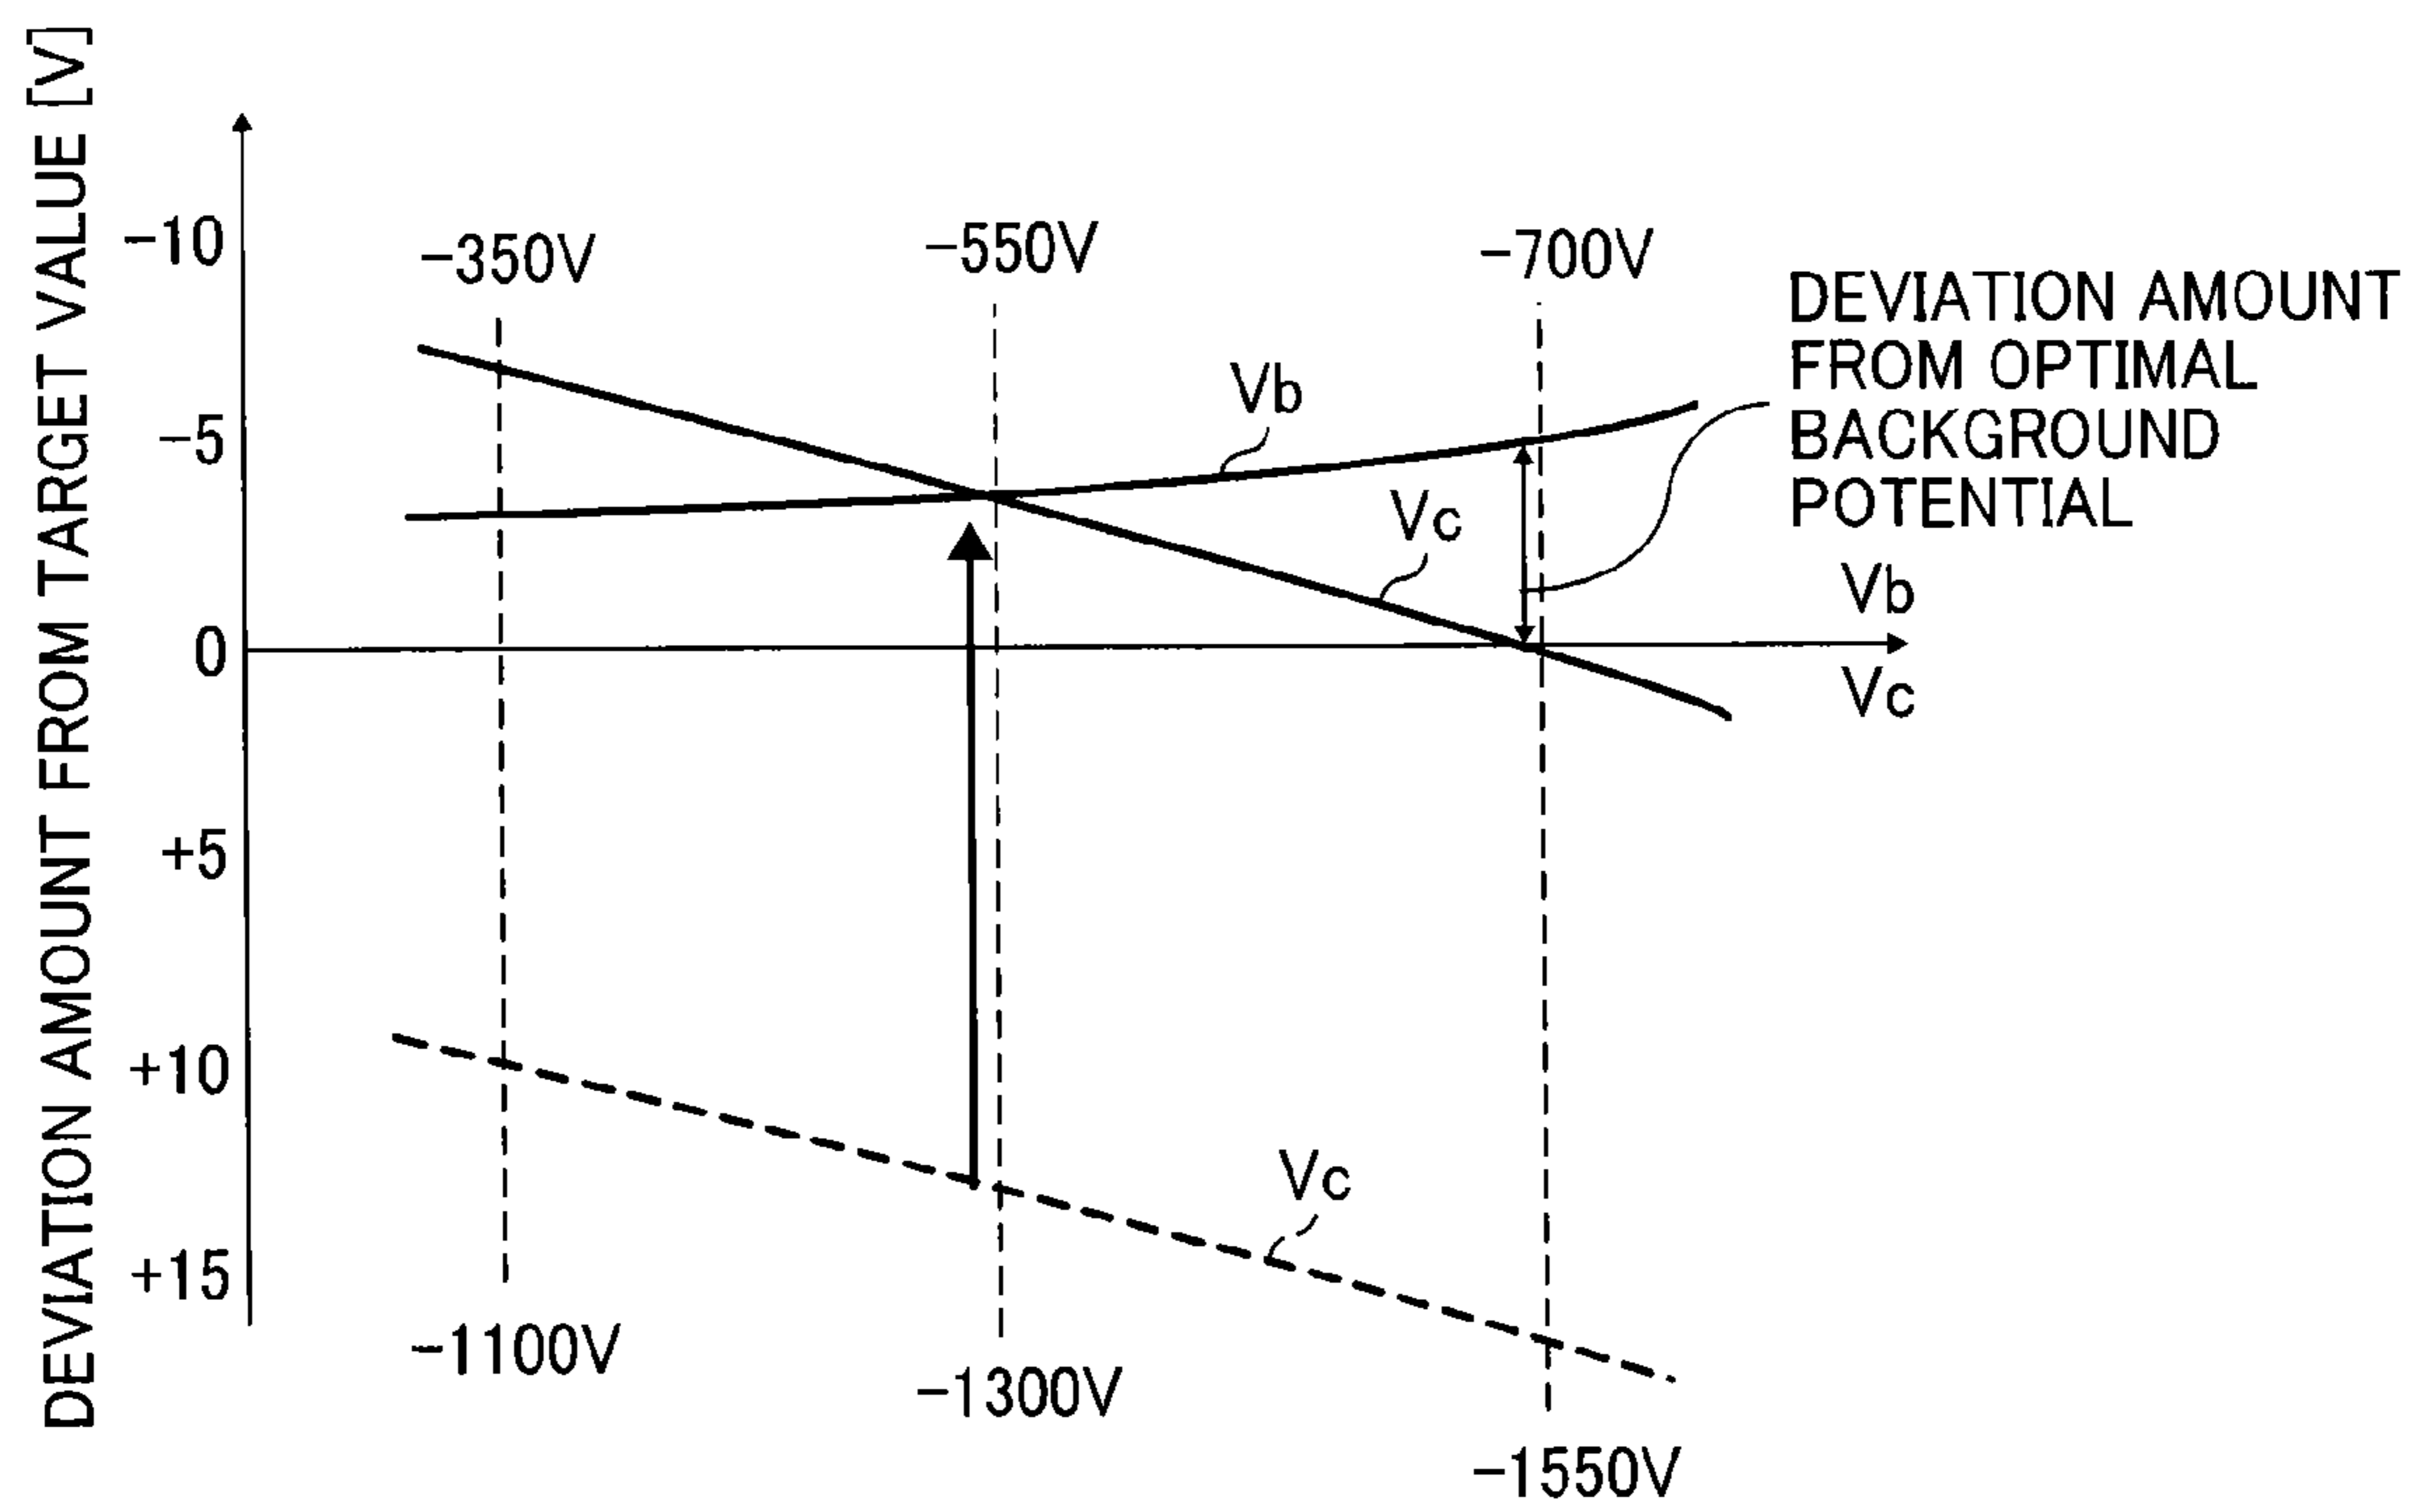 DEVIATION AMOUNT FROM TARGET VALUE [V]
−10
−5
0
+5
+10
+15
−350V
−550V
−700V
Vb
Vc
DEVIATION AMOUNT
FROM OPTIMAL
BACKGROUND
POTENTIAL
Vb
Vc
Vc
−1100V
−1300V
−1550V